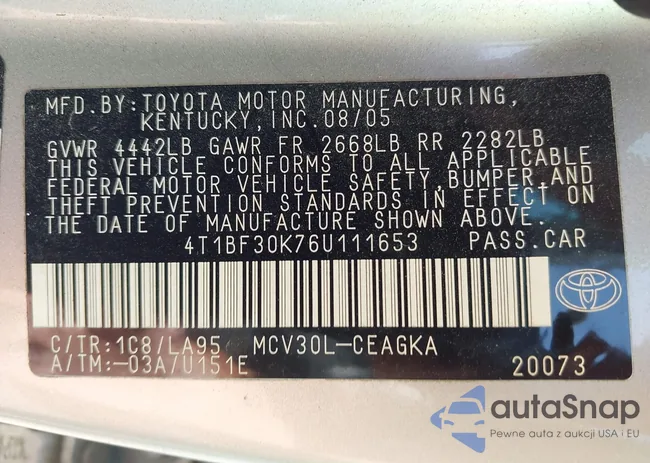 MFD.BY:TOYOTA MOTOR MANUFACTURING,
KENTUCKY,INC.08/05
GVWR 4442LB GAWR FR 2668LB RR 2282LB
THIS VEHICLE CONFORMS TO ALL APPLICABLE
FEDERAL MOTOR VEHICLE SAFETY,BUMPER,AND
THEFT PREVENTION STANDARDS IN EFFECT ON
THE DATE OF MANUFACTURE SHOWN ABOVE.
4T1BF30K76U111653 PASS.CAR
C/TR:1C8/LA95 MCV30L-CEAGKA
A/TM:-03A/U151E 20073
autaSnap
Pewne auta z aukcji USA i EU